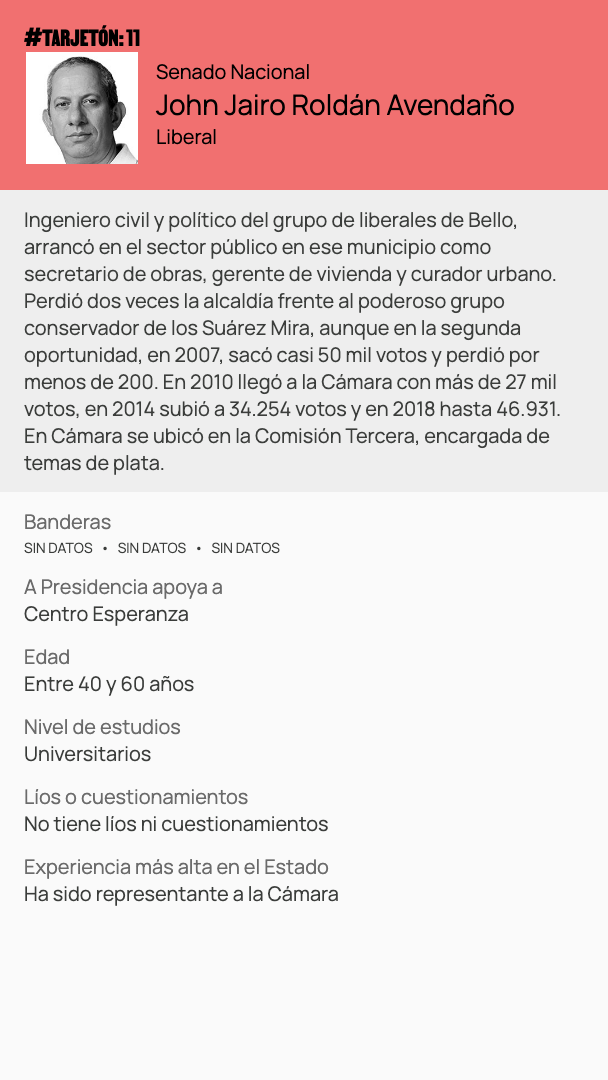 #TARJETÓN: 11
Senado Nacional
John Jairo Roldán Avendaño
Liberal
Ingeniero civil y político del grupo de liberales de Bello,
arrancó en el sector público en ese municipio como
secretario de obras, gerente de vivienda y curador urbano.
Perdió dos veces la alcaldía frente al poderoso grupo
conservador de los Suárez Mira, aunque en la segunda
oportunidad, en 2007, sacó casi 50 mil votos y perdió por
menos de 200. En 2010 llegó a la Cámara con más de 27 mil
votos, en 2014 subió a 34.254 votos y en 2018 hasta 46.931.
En Cámara se ubicó en la Comisión Tercera, encargada de
temas de plata.
Banderas
SIN DATOS • SIN DATOS • SIN DATOS
A Presidencia apoya a
Centro Esperanza
Edad
Entre 40 y 60 años
Nivel de estudios
Universitarios
Líos o cuestionamientos
No tiene líos ni cuestionamientos
Experiencia más alta en el Estado
Ha sido representante a la Cámara